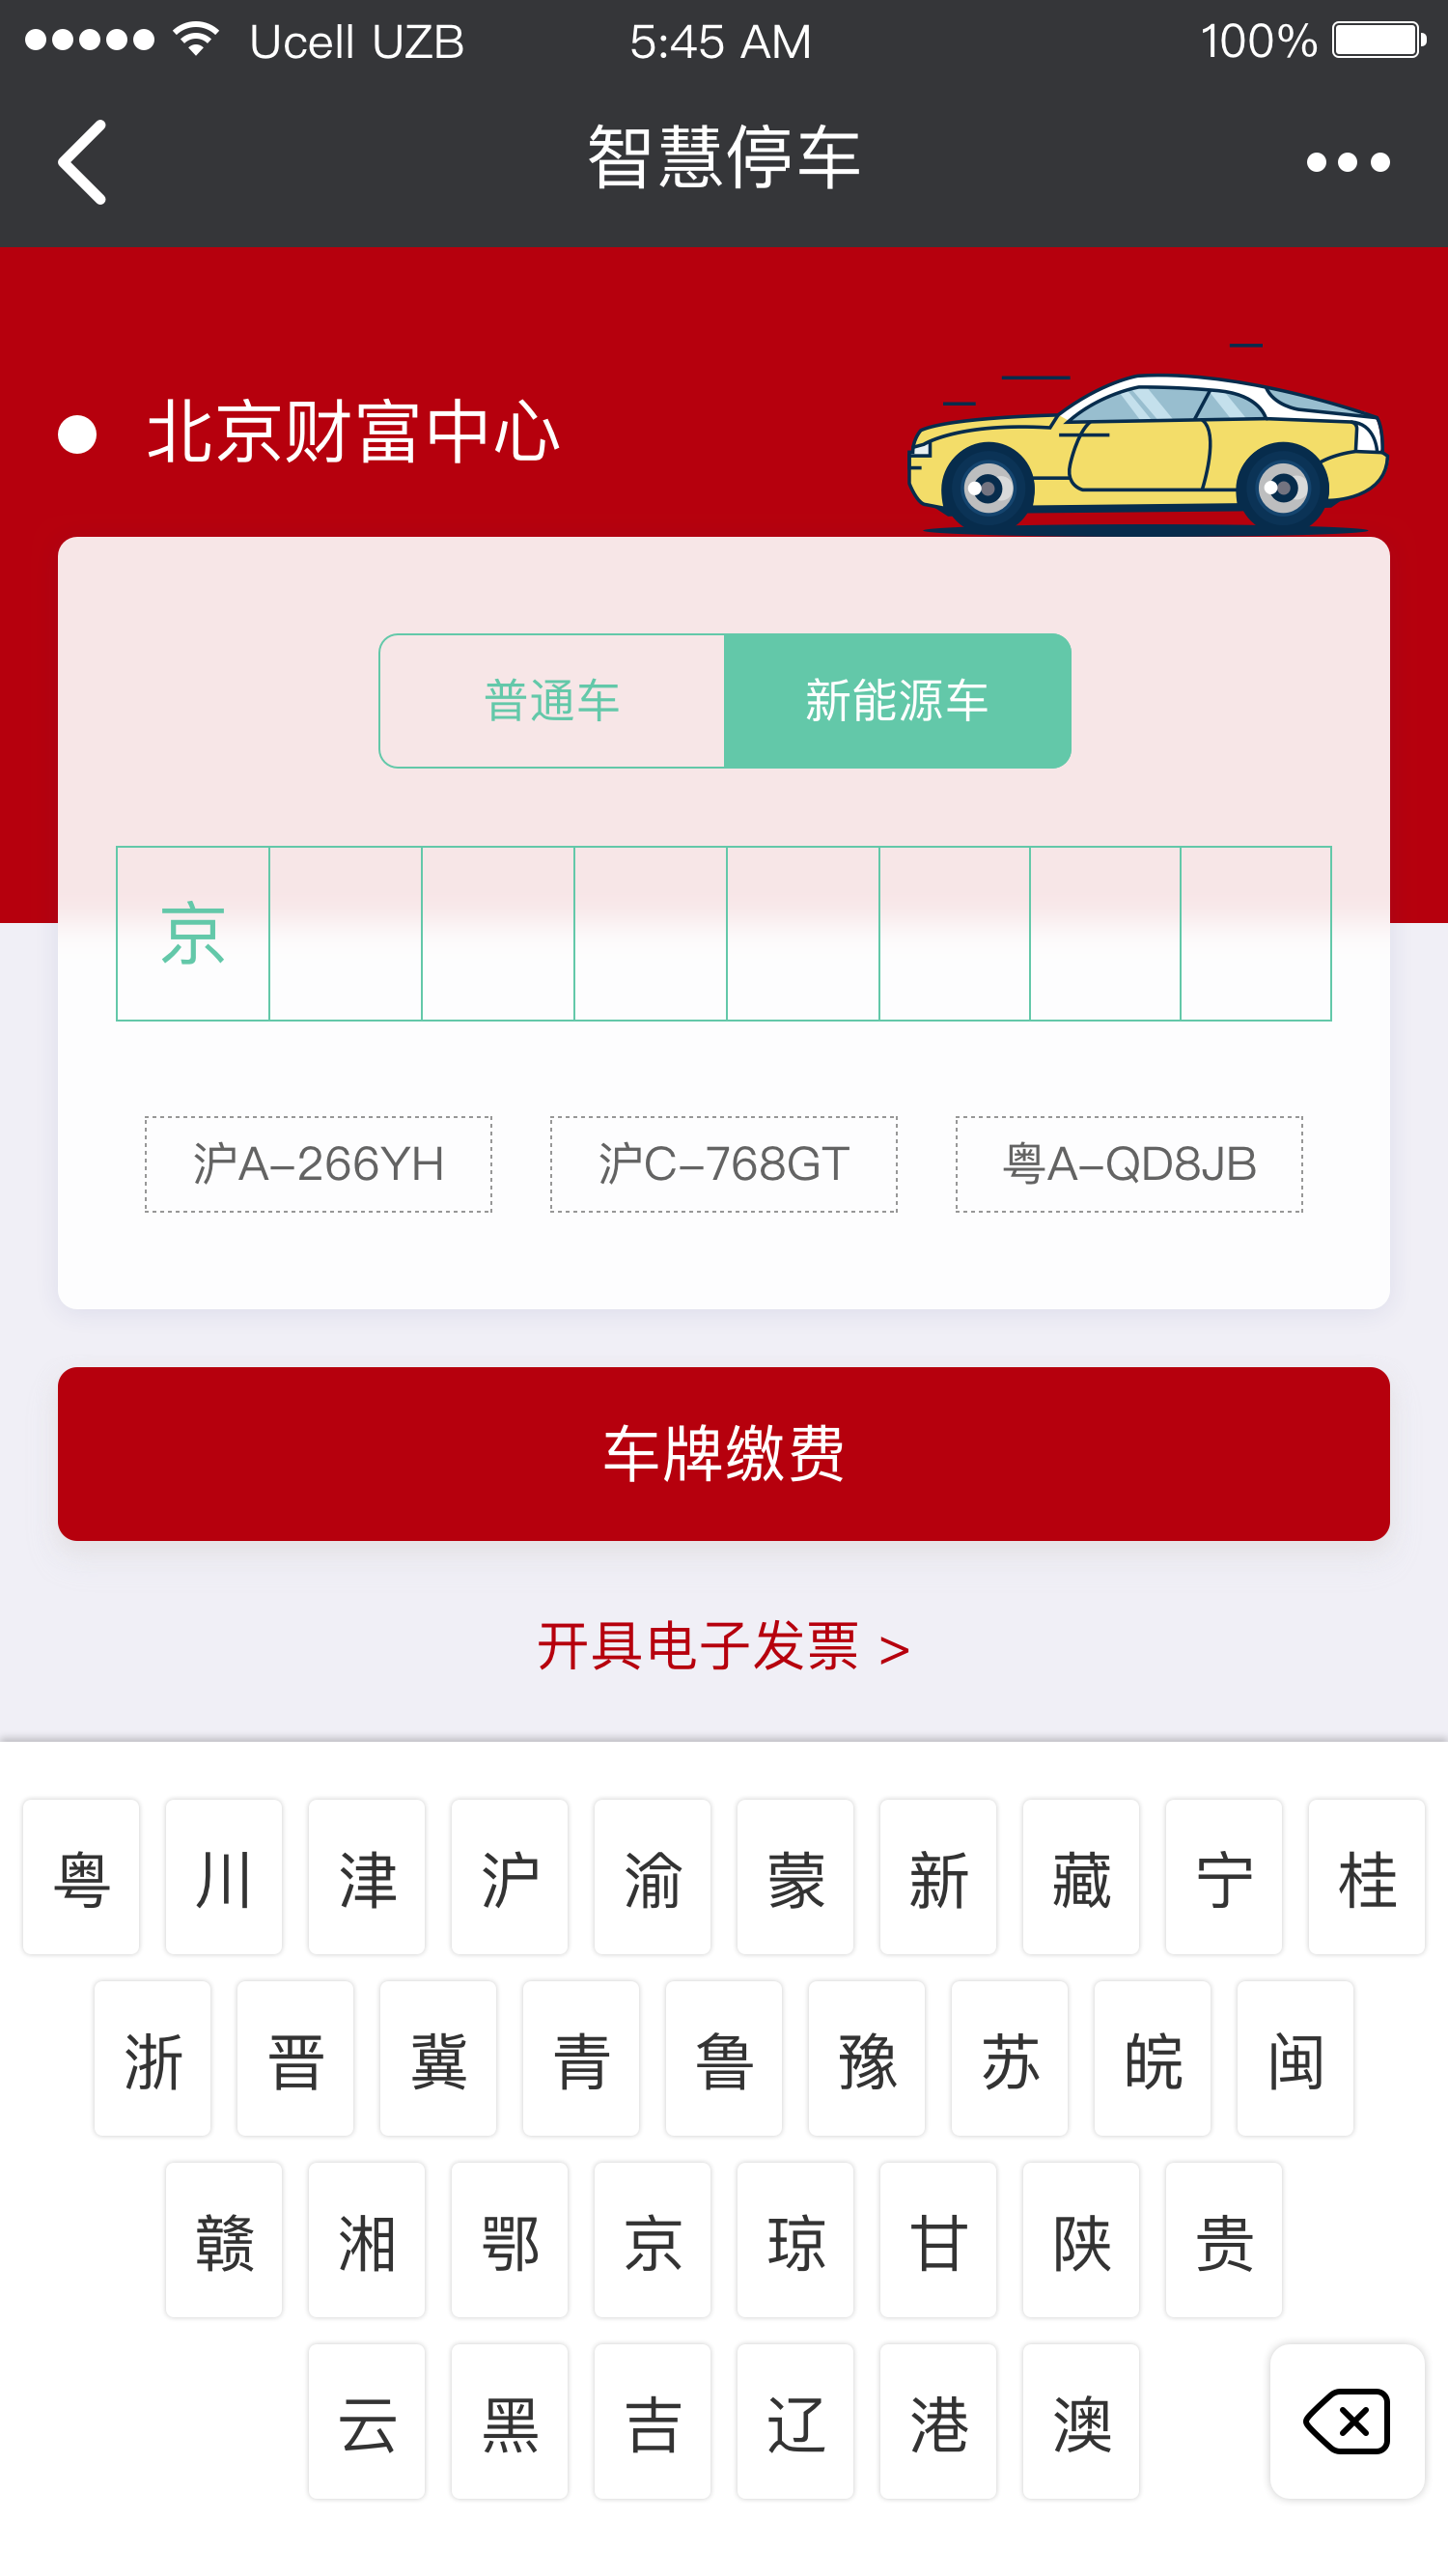 Ucell UZB 5:45 AM 100%
智慧停车
北京财富中心
普通车 新能源车
京
沪A-266YH 沪C-768GT 粤A-QD8JB
车牌缴费
开具电子发票 >
粤 川 津 沪 渝 蒙 新 藏 宁 桂
浙 晋 冀 青 鲁 豫 苏 皖 闽
赣 湘 鄂 京 琼 甘 陕 贵
云 黑 吉 辽 港 澳